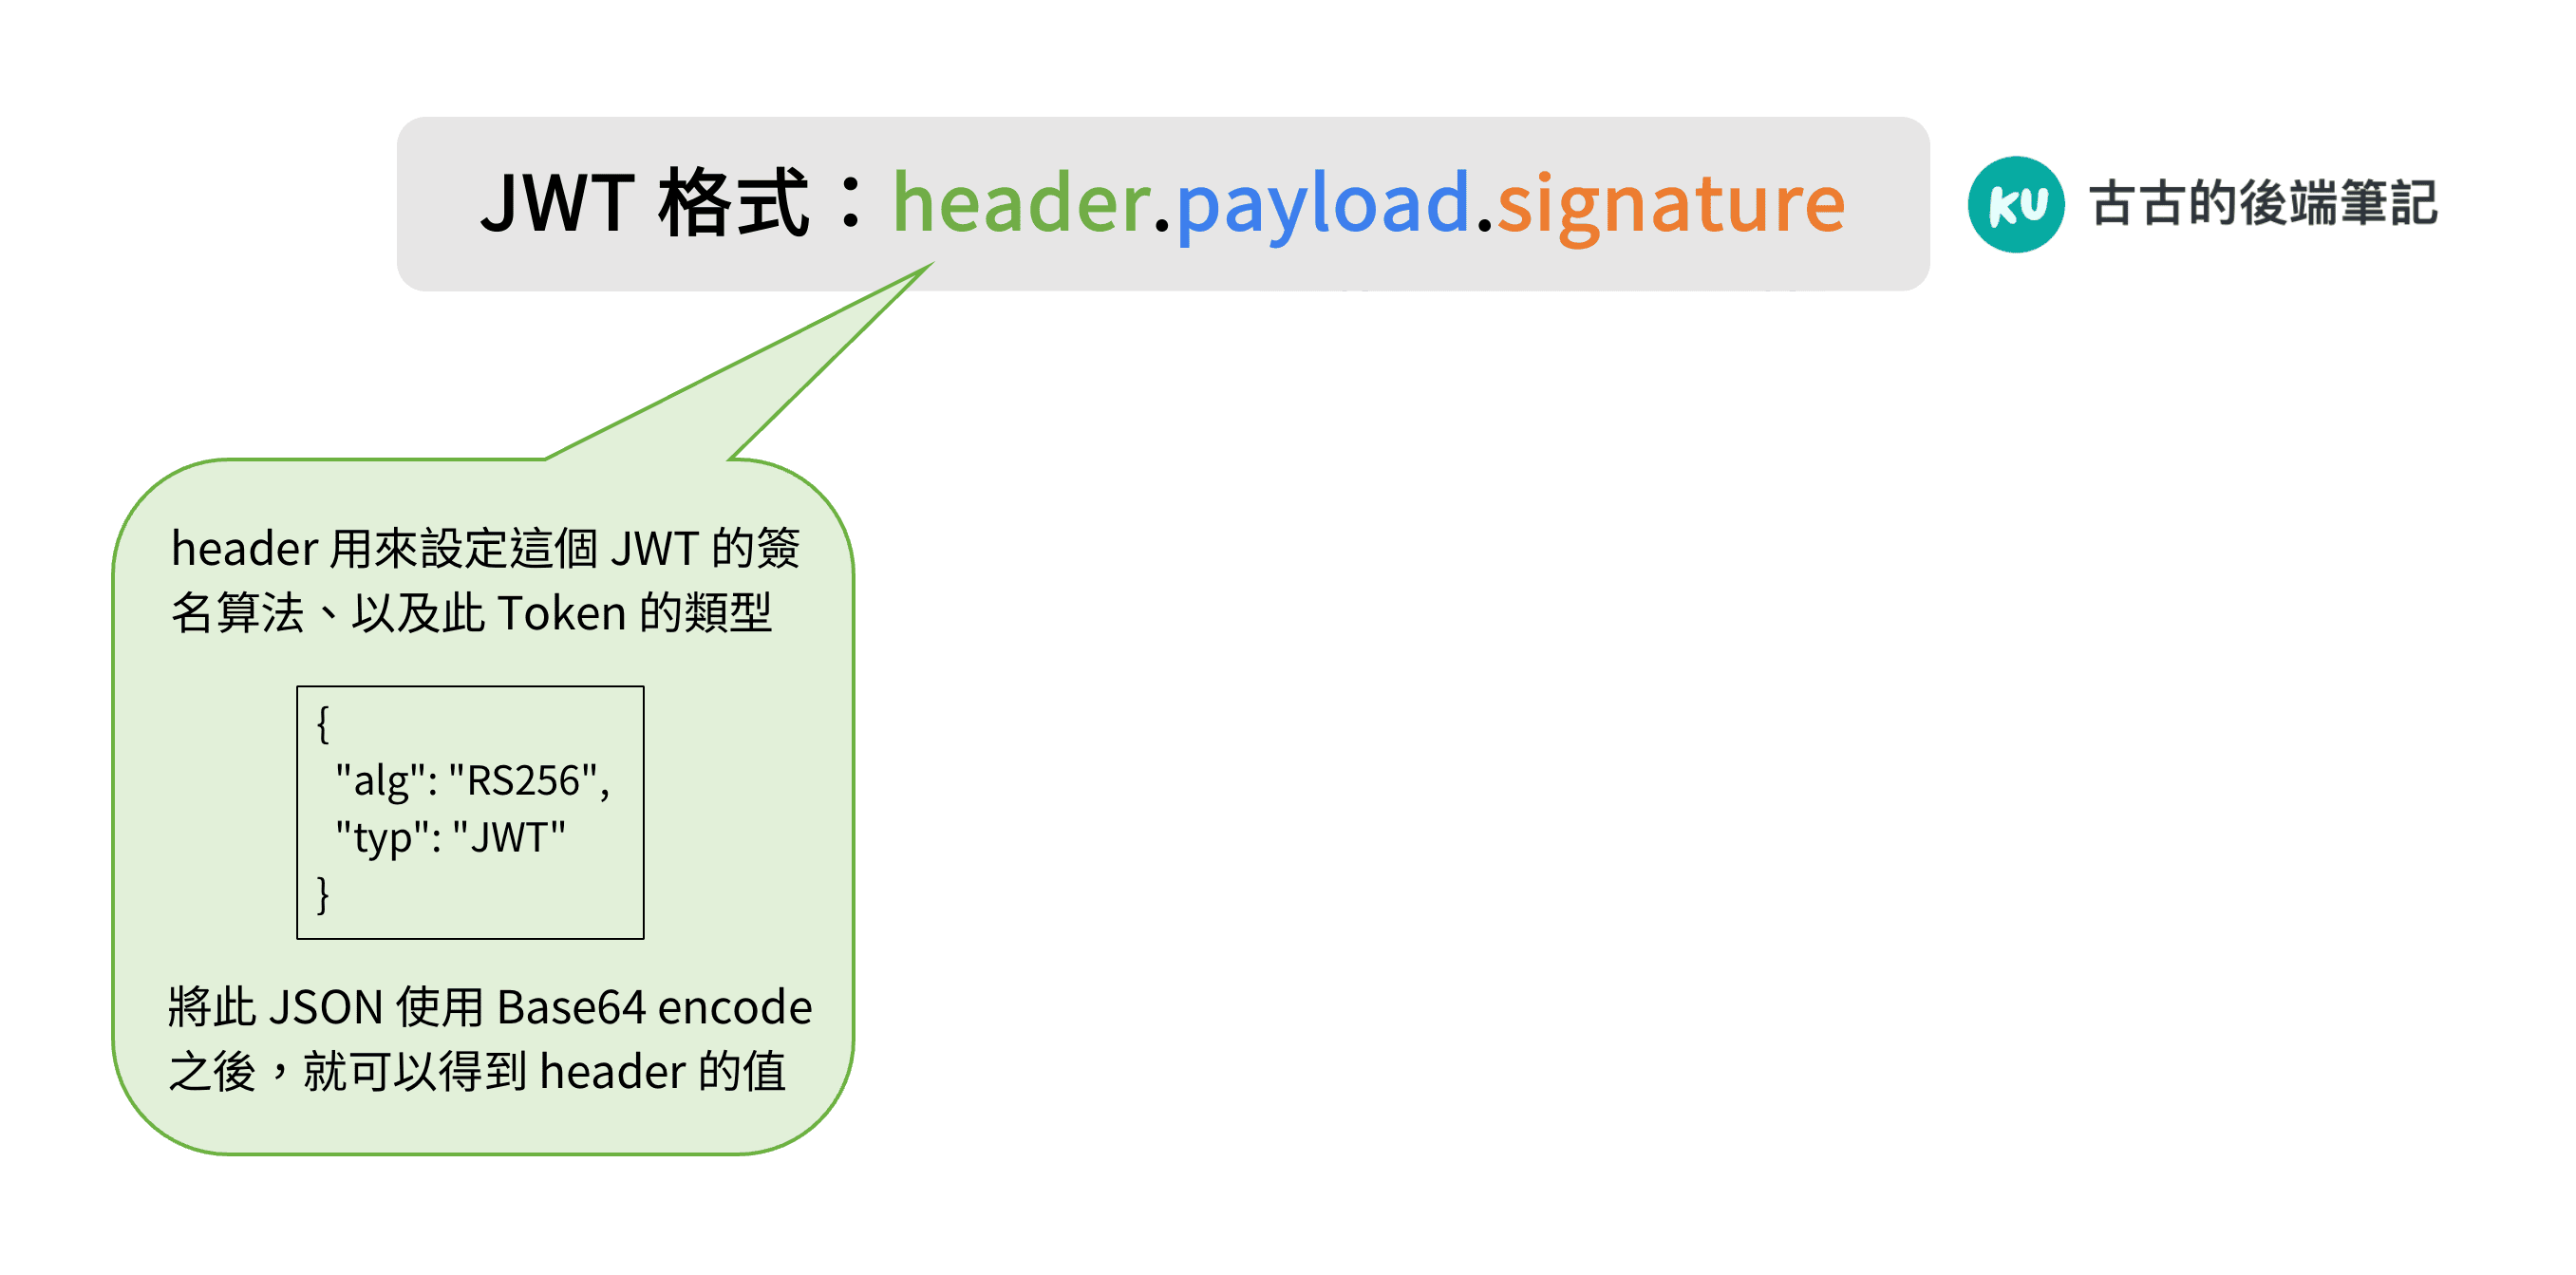 JWT 格式：header.payload.signature
KU 古古的後端筆記
header 用來設定這個 JWT 的簽
名算法、以及此 Token 的類型
{
"alg": "RS256",
"typ": "JWT"
}
將此 JSON 使用 Base64 encode
之後，就可以得到 header 的值